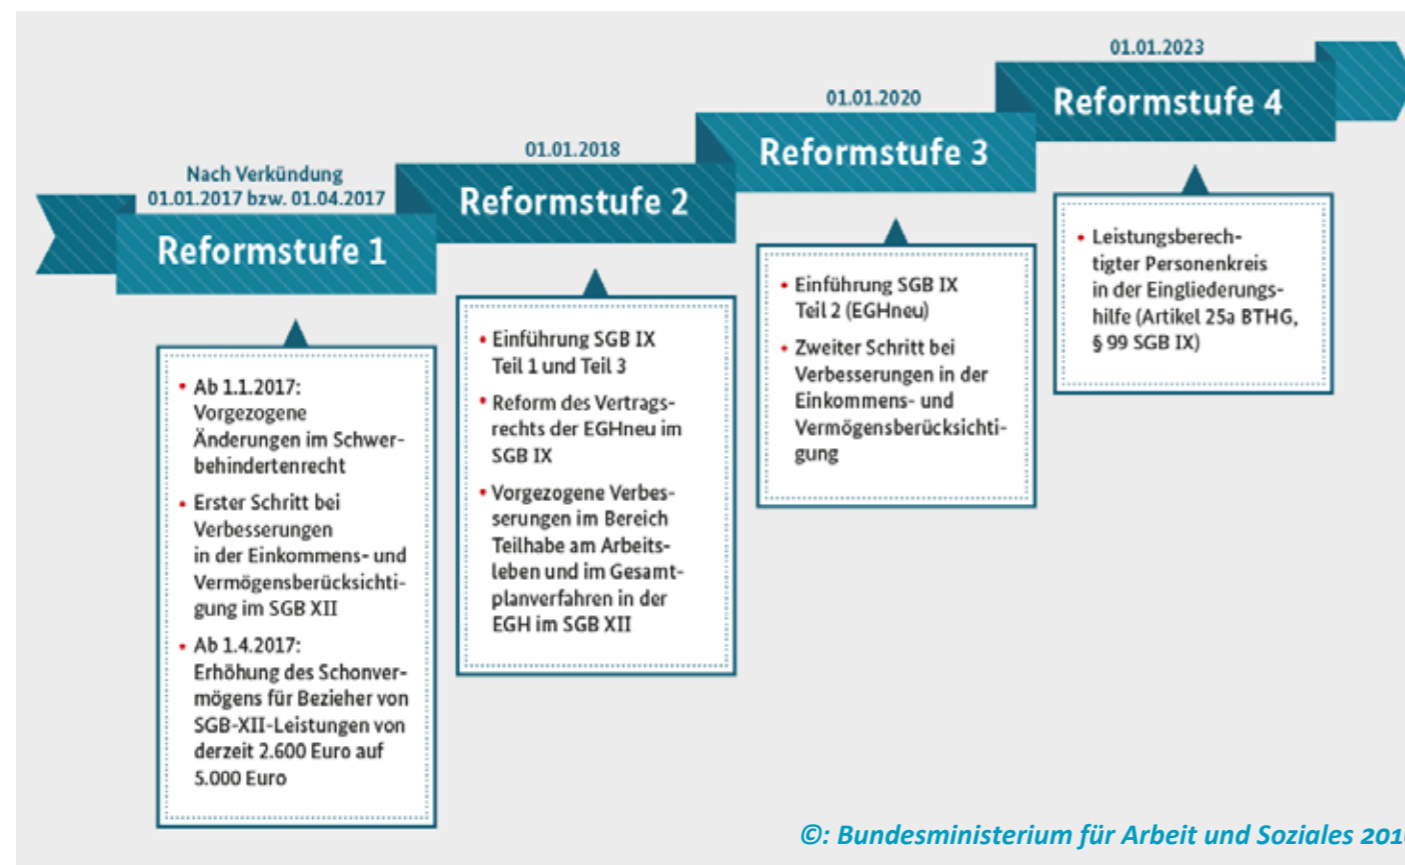 Nach Verkündung
01.01.2017 bzw. 01.04.2017
Reformstufe 1
• Ab 1.1.2017:
Vorgezogene
Änderungen im Schwer-
behindertenrecht
• Erster Schritt bei
Verbesserungen
in der Einkommens- und
Vermögensberücksichti-
gung im SGB XII
• Ab 1.4.2017:
Erhöhung des Schonver-
mögens für Bezieher von
SGB-XII-Leistungen von
derzeit 2.600 Euro auf
5.000 Euro
01.01.2018
Reformstufe 2
• Einführung SGB IX
Teil 1 und Teil 3
• Reform des Vertrags-
rechts der EGHneu im
SGB IX
• Vorgezogene Verbes-
serungen im Bereich
Teilhabe am Arbeits-
leben und im Gesamt-
planverfahren in der
EGH im SGB XII
01.01.2020
Reformstufe 3
• Einführung SGB IX
Teil 2 (EGHneu)
• Zweiter Schritt bei
Verbesserungen in der
Einkommens- und
Vermögensberücksichti-
gung
01.01.2023
Reformstufe 4
• Leistungsberech-
tigter Personenkreis
in der Eingliederungs-
hilfe (Artikel 25a BTHG,
§ 99 SGB IX)
©: Bundesministerium für Arbeit und Soziales